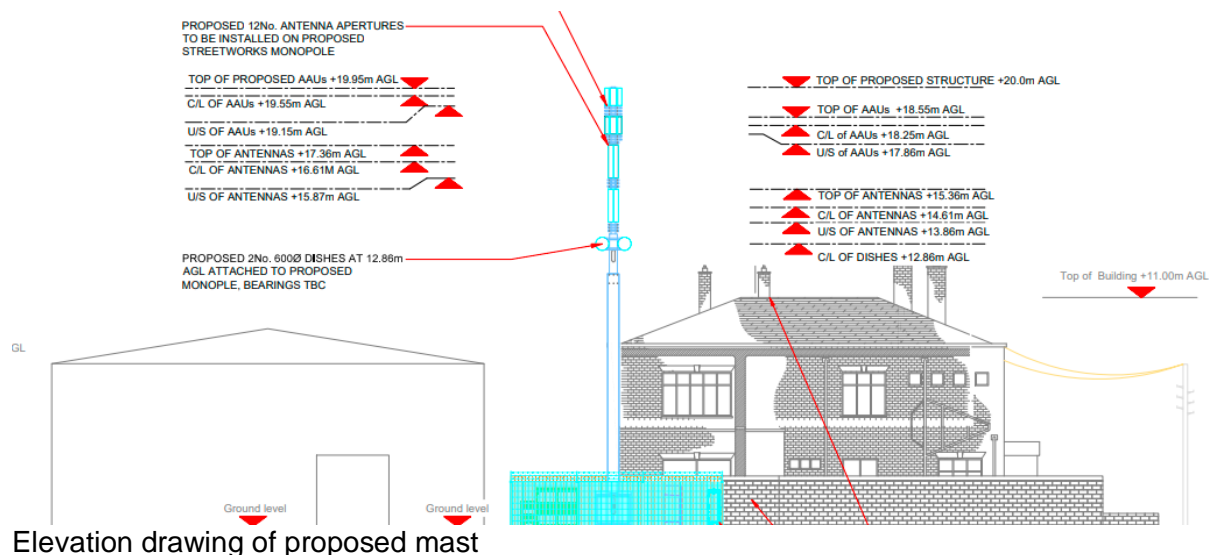 PROPOSED 12No. ANTENNA APERTURES
TO BE INSTALLED ON PROPOSED
STREETWORKS MONOPOLE
TOP OF PROPOSED AAUs +19.95m AGL
C/L OF AAUs +19.55m AGL
U/S OF AAUs +19.15m AGL
TOP OF ANTENNAS +17.36m AGL
C/L OF ANTENNAS +16.61M AGL
U/S OF ANTENNAS +15.87m AGL
PROPOSED 2No. 600Ø DISHES AT 12.86m
AGL ATTACHED TO PROPOSED
MONOPLE, BEARINGS TBC
TOP OF PROPOSED STRUCTURE +20.0m AGL
TOP OF AAUs +18.55m AGL
C/L of AAUs +18.25m AGL
U/S of AAUs +17.86m AGL
TOP OF ANTENNAS +15.36m AGL
C/L OF ANTENNAS +14.61m AGL
U/S OF ANTENNAS +13.86m AGL
C/L OF DISHES +12.86m AGL
Top of Building +11.00m AGL
GL
Ground level
Ground level
Elevation drawing of proposed mast